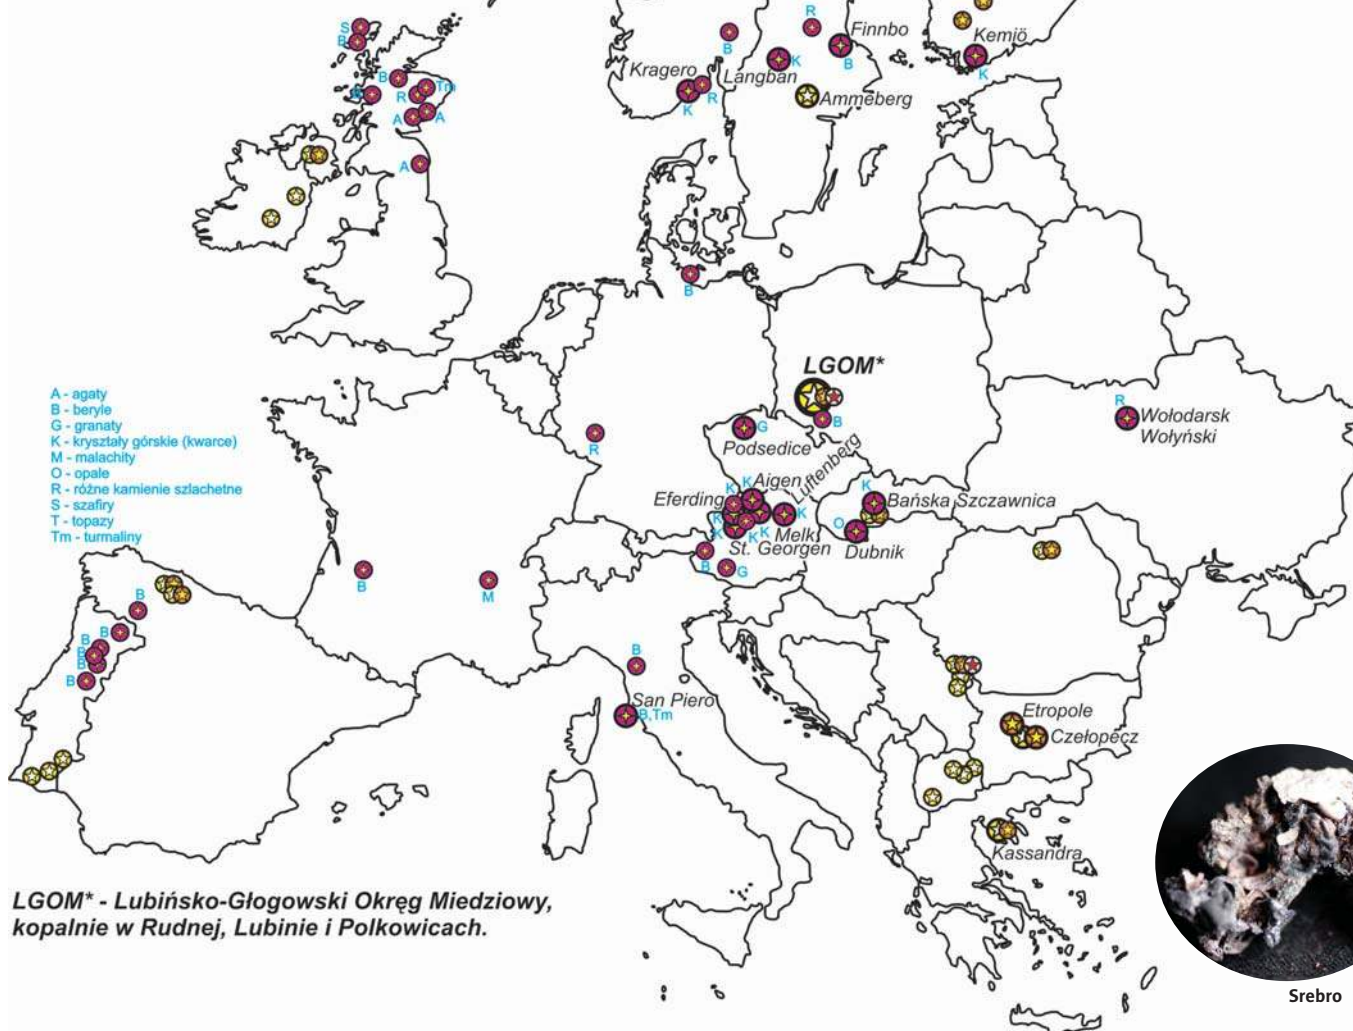 S
B
R
Finnbo
B
K
B
Kemiö
K
B
Tm
R
A
A
A
Kragero
R
K
Långban
Ammeberg
B
LGOM*
B
A - agaty
B - beryle
G - granaty
K - kryształy górskie (kwarce)
M - malachity
O - opale
R - różne kamienie szlachetne
S - szafiry
T - topazy
Tm - turmaliny
R
G
Podsedice
R
Wołodarsk
Wołyński
Luftenberg
K
K
Aigen
Eferding
K
K
K
K
K
Melk
St. Georgen
K
Bańska Szczawnica
O
Dubnik
B
G
B
M
B
B
B
B
B
B
B
San Piero
B,Tm
Etropole
Czełopecz
Kassandra
LGOM* - Lubińsko-Głogowski Okręg Miedziowy,
kopalnie w Rudnej, Lubinie i Polkowicach.
Srebro